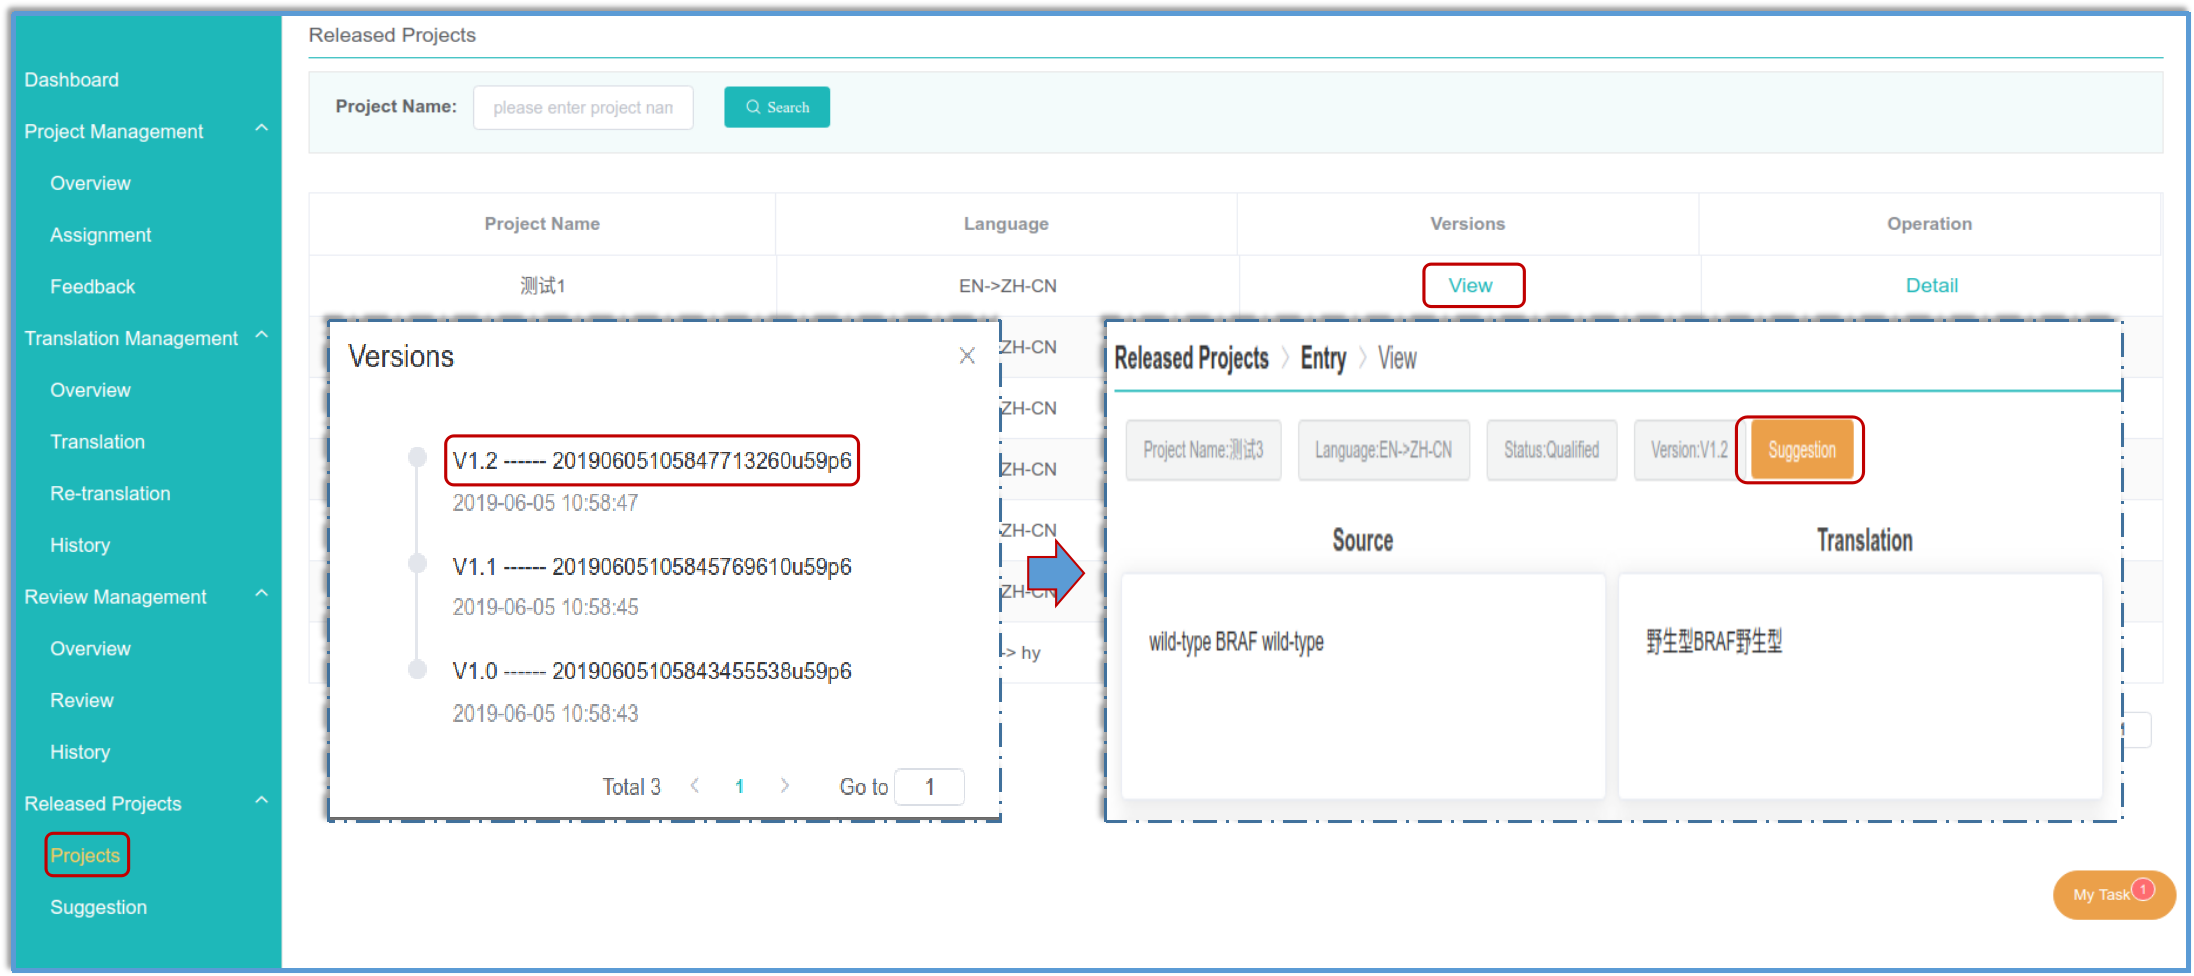 Released Projects
Dashboard
Project Management
Overview
Assignment
Feedback
Translation Management
Overview
Translation
Re-translation
History
Review Management
Overview
Review
History
Released Projects
Projects
Suggestion
Project Name: please enter project nam Search
Project Name Language Versions Operation
测试1 EN->ZH-CN View Detail
ZH-CN
ZH-CN
ZH-CN
ZH-CN
ZH-CN
-> hy
Versions
V1.2 ------ 20190605105847713260u59p6
2019-06-05 10:58:47
V1.1 ------ 20190605105845769610u59p6
2019-06-05 10:58:45
V1.0 ------ 20190605105843455538u59p6
2019-06-05 10:58:43
Total 3 1 Go to 1
Released Projects > Entry > View
Project Name:测试3 Language:EN->ZH-CN Status:Qualified Version:V1.2 Suggestion
Source Translation
wild-type BRAF wild-type 野生型BRAF野生型
My Task 1